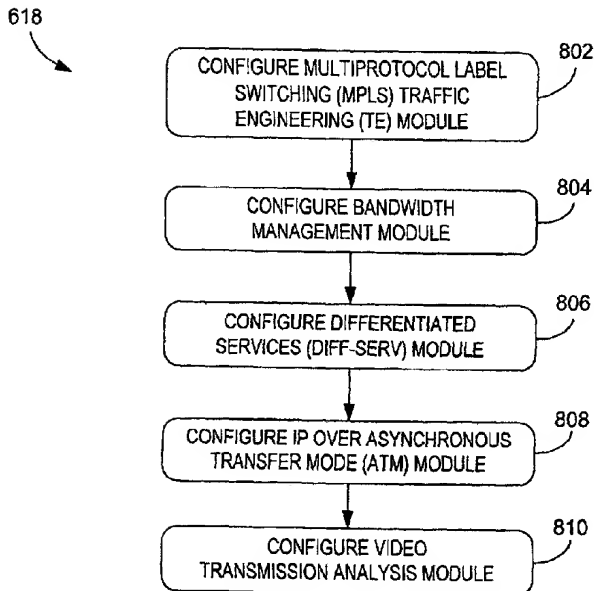 618
CONFIGURE MULTIPROTOCOL LABEL
SWITCHING (MPLS) TRAFFIC
ENGINEERING (TE) MODULE
802
CONFIGURE BANDWIDTH
MANAGEMENT MODULE
804
CONFIGURE DIFFERENTIATED
SERVICES (DIFF-SERV) MODULE
806
CONFIGURE IP OVER ASYNCHRONOUS
TRANSFER MODE (ATM) MODULE
808
CONFIGURE VIDEO
TRANSMISSION ANALYSIS MODULE
810